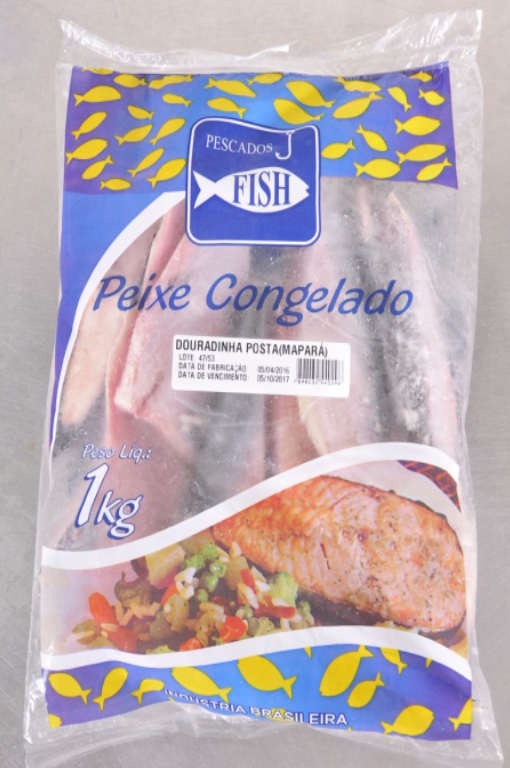 PESCADOS J
FISH
Peixe Congelado
DOURADINHA POSTA(MAPARÁ)
LOTE: 47/53
DATA DE FABRICAÇÃO: 05/04/2016
DATA DE VENCIMENTO: 05/10/2017
Peso Líq.:
1kg
INDÚSTRIA BRASILEIRA